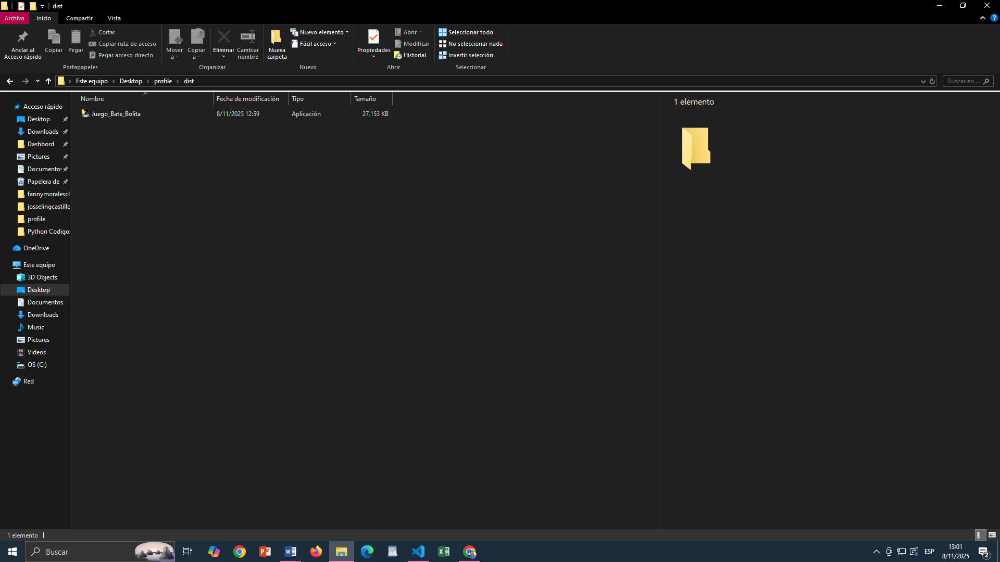 dist
Archivo Inicio Compartir Vista
Anclar al Acceso rápido
Copiar
Pegar
Cortar
Copiar ruta de acceso
Pegar acceso directo
Portapapeles
Mover a
Copiar a
Eliminar
Cambiar nombre
Organizar
Nueva carpeta
Nuevo elemento
Fácil acceso
Nuevo
Propiedades
Abrir
Modificar
Historial
Abrir
Seleccionar todo
No seleccionar nada
Invertir selección
Seleccionar
Este equipo Desktop profile dist
Buscar en ...
Nombre Fecha de modificación Tipo Tamaño
Juego_Bate_Bolita 8/11/2025 12:59 Aplicación 27,153 KB
1 elemento
Acceso rápido
Desktop
Downloads
Dashbord
Pictures
Documentos
Papelera de
fannymoralescl
josselingcastillo
profile
Python Codigo
OneDrive
Este equipo
3D Objects
Desktop
Documentos
Downloads
Music
Pictures
Videos
OS (C:)
Red
1 elemento
Buscar
ESP
13:01
8/11/2025
2